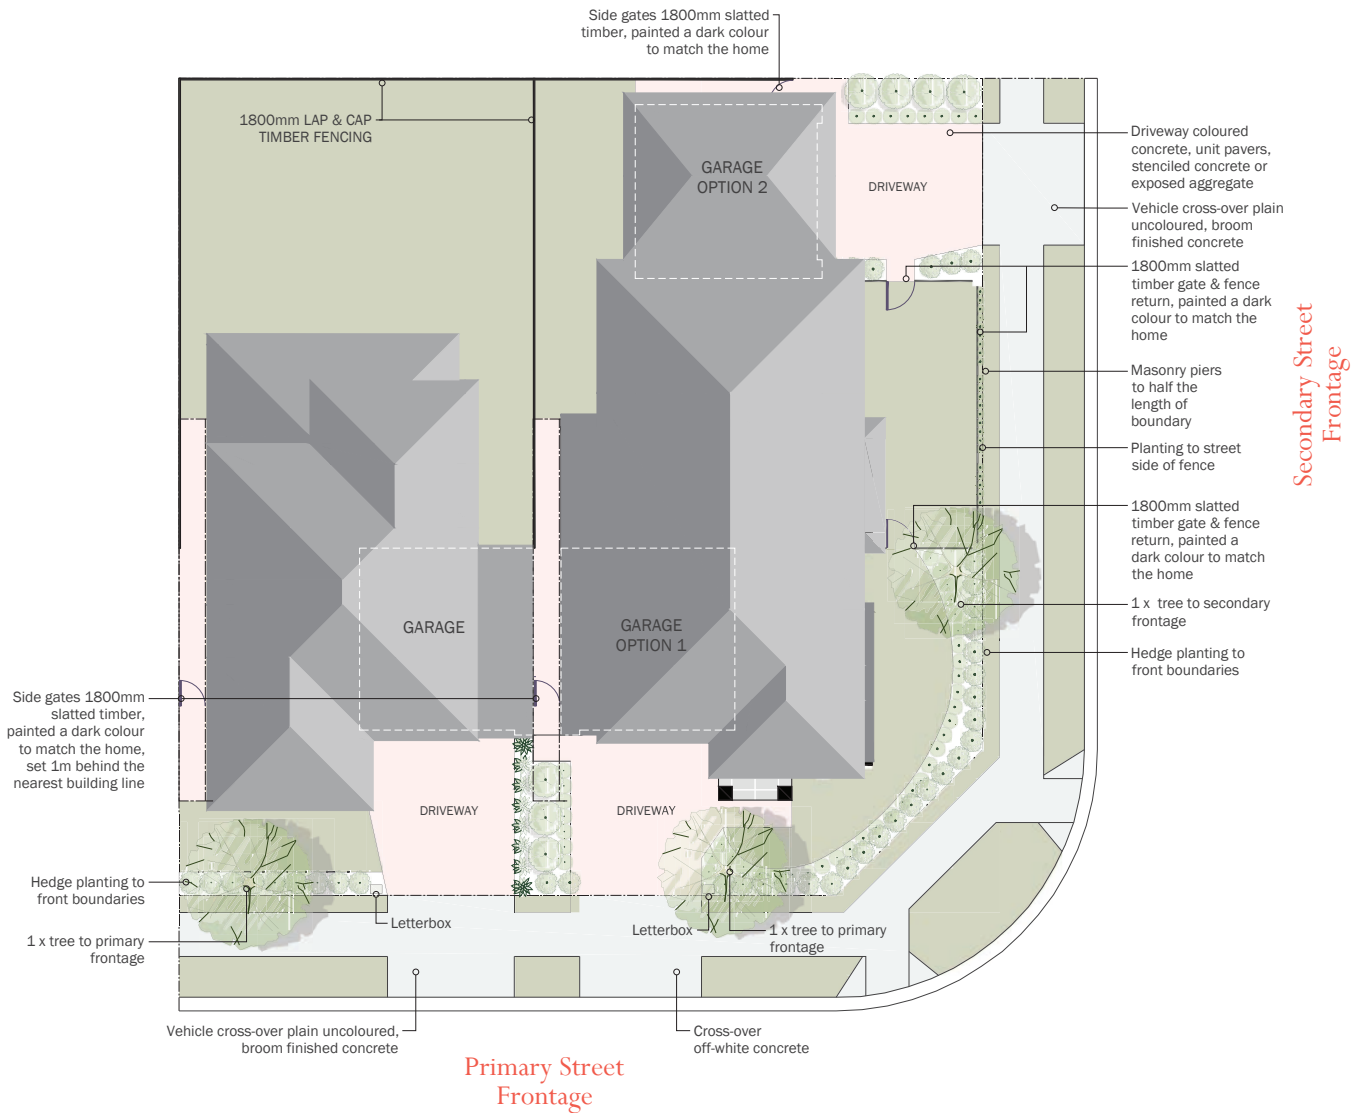 Side gates 1800mm slatted
timber, painted a dark colour
to match the home
1800mm LAP & CAP
TIMBER FENCING
GARAGE
OPTION 2
DRIVEWAY
Driveway coloured
concrete, unit pavers,
stenciled concrete or
exposed aggregate
Vehicle cross-over plain
uncoloured, broom
finished concrete
1800mm slatted
timber gate & fence
return, painted a dark
colour to match the
home
Masonry piers
to half the
length of
boundary
Planting to street
side of fence
1800mm slatted
timber gate & fence
return, painted a
dark colour to match
the home
1 x tree to secondary
frontage
Hedge planting to
front boundaries
Secondary Street
Frontage
GARAGE
GARAGE
OPTION 1
Side gates 1800mm
slatted timber,
painted a dark colour
to match the home,
set 1m behind the
nearest building line
DRIVEWAY
DRIVEWAY
Hedge planting to
front boundaries
Letterbox
Letterbox
1 x tree to primary
frontage
1 x tree to primary
frontage
Vehicle cross-over plain uncoloured,
broom finished concrete
Cross-over
off-white concrete
Primary Street
Frontage